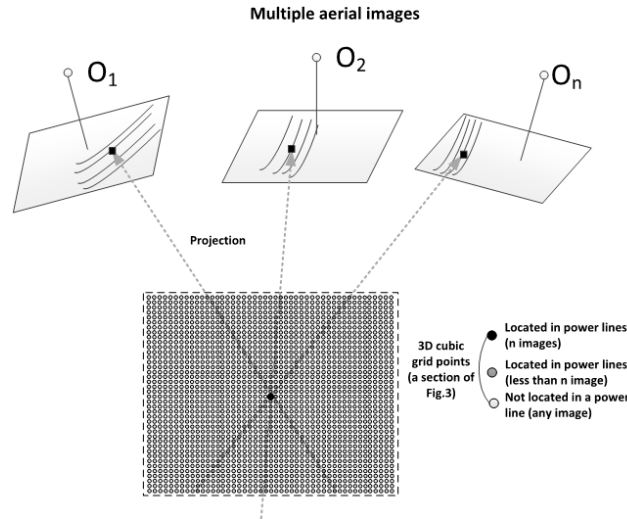 Multiple aerial images
O1
O2
On
Projection
3D cubic
grid points
(a section of
Fig.3)
Located in power lines
(n images)
Located in power lines
(less than n image)
Not located in a power
line (any image)